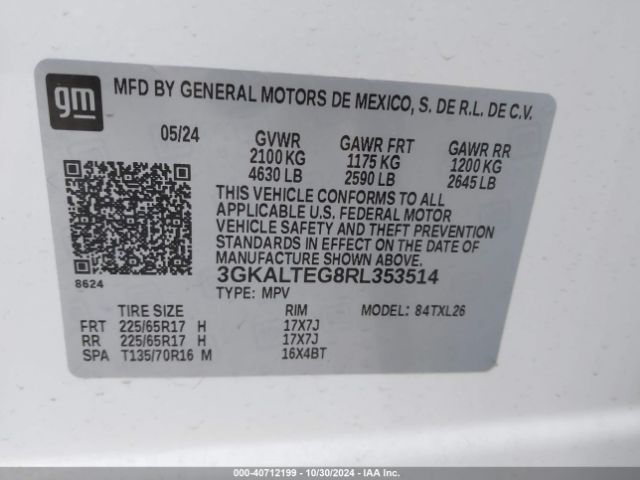 gm
MFD BY GENERAL MOTORS DE MEXICO, S. DE R.L. DE C.V.
05/24 GVWR GAWR FRT GAWR RR
2100 KG 1175 KG 1200 KG
4630 LB 2590 LB 2645 LB
THIS VEHICLE CONFORMS TO ALL
APPLICABLE U.S. FEDERAL MOTOR
VEHICLE SAFETY AND THEFT PREVENTION
STANDARDS IN EFFECT ON THE DATE OF
MANUFACTURE SHOWN ABOVE.
3GKALTEG8RL353514
8624
TYPE: MPV
TIRE SIZE RIM MODEL: 84TXL26
FRT 225/65R17 H 17X7J
RR 225/65R17 H 17X7J
SPA T135/70R16 M 16X4BT
000-40712199 - 10/30/2024 - IAA Inc.